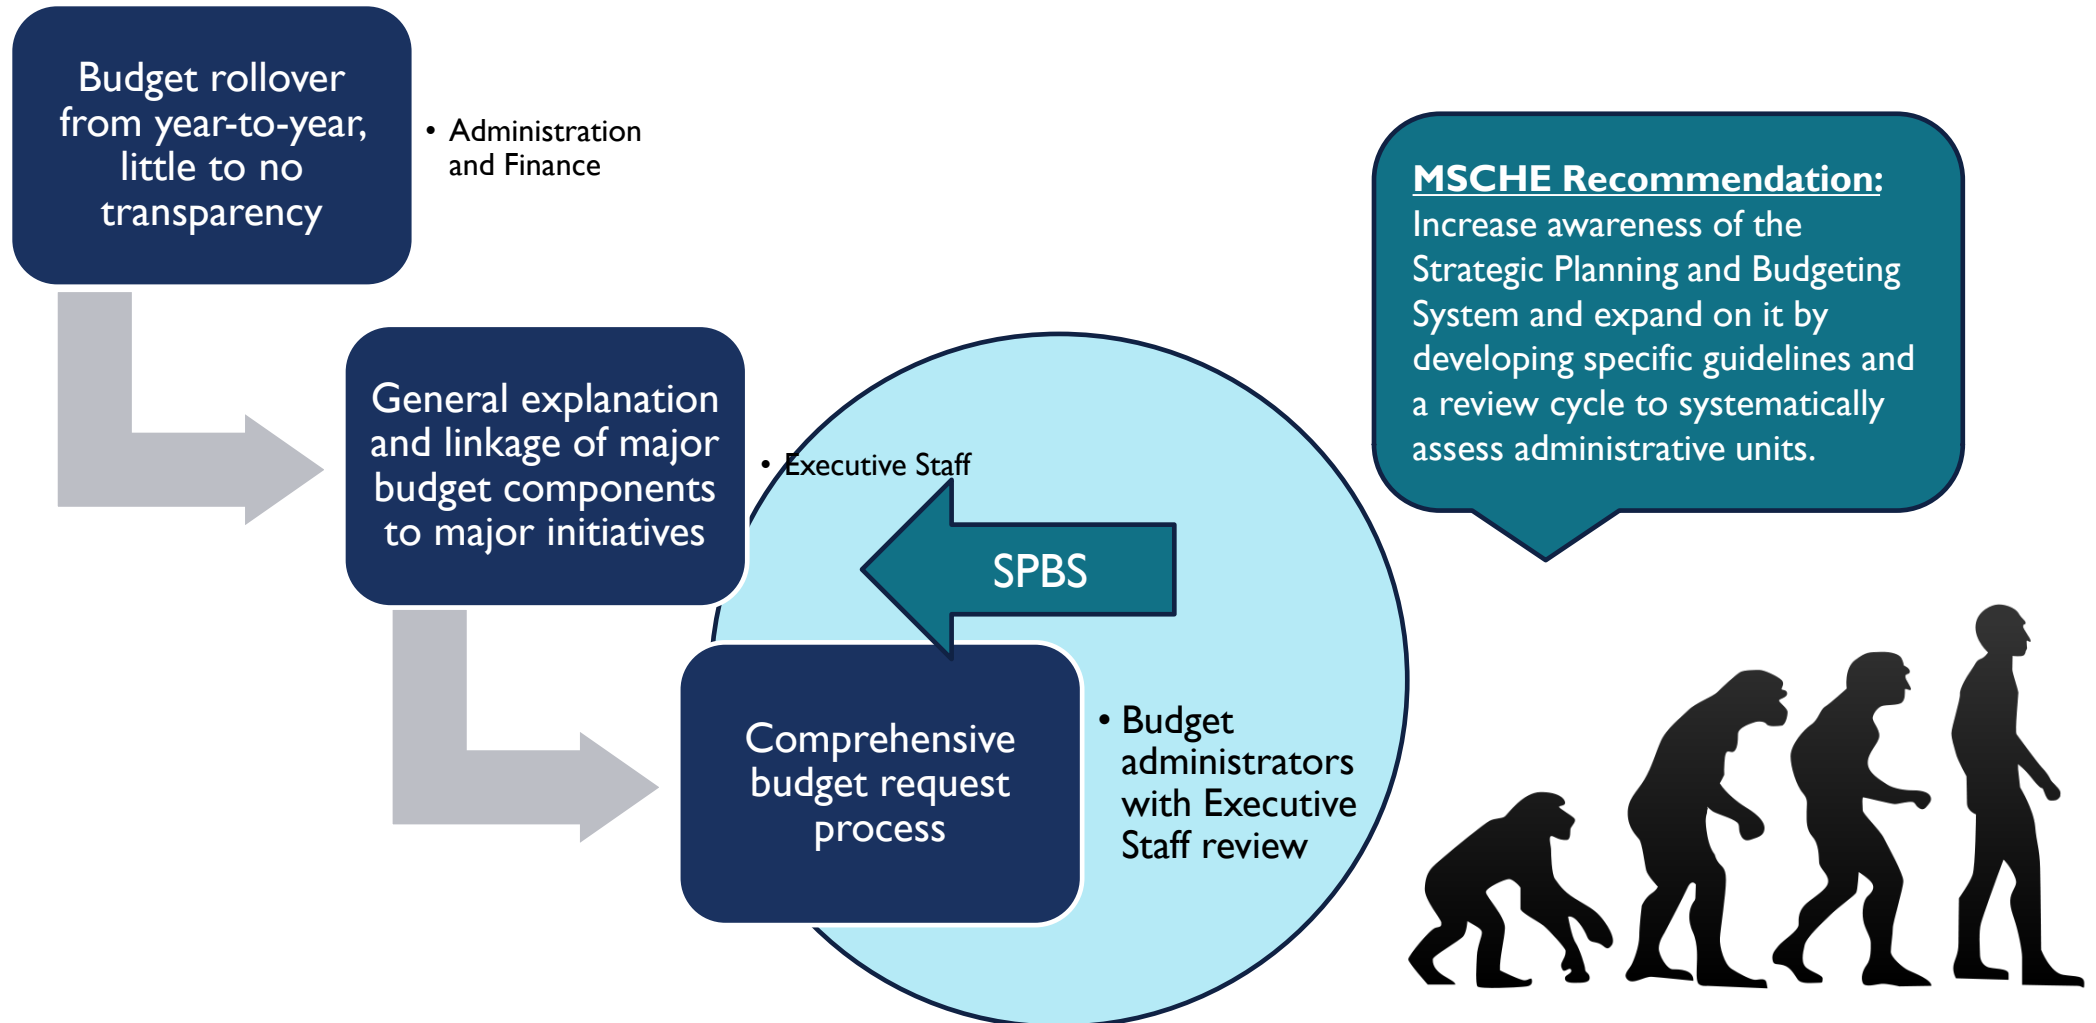 Budget rollover
from year-to-year,
little to no
transparency
• Administration
and Finance
General explanation
and linkage of major
budget components
to major initiatives
• Executive Staff
SPBS
Comprehensive
budget request
process
• Budget
administrators
with Executive
Staff review
MSCHE Recommendation:
Increase awareness of the
Strategic Planning and Budgeting
System and expand on it by
developing specific guidelines and
a review cycle to systematically
assess administrative units.